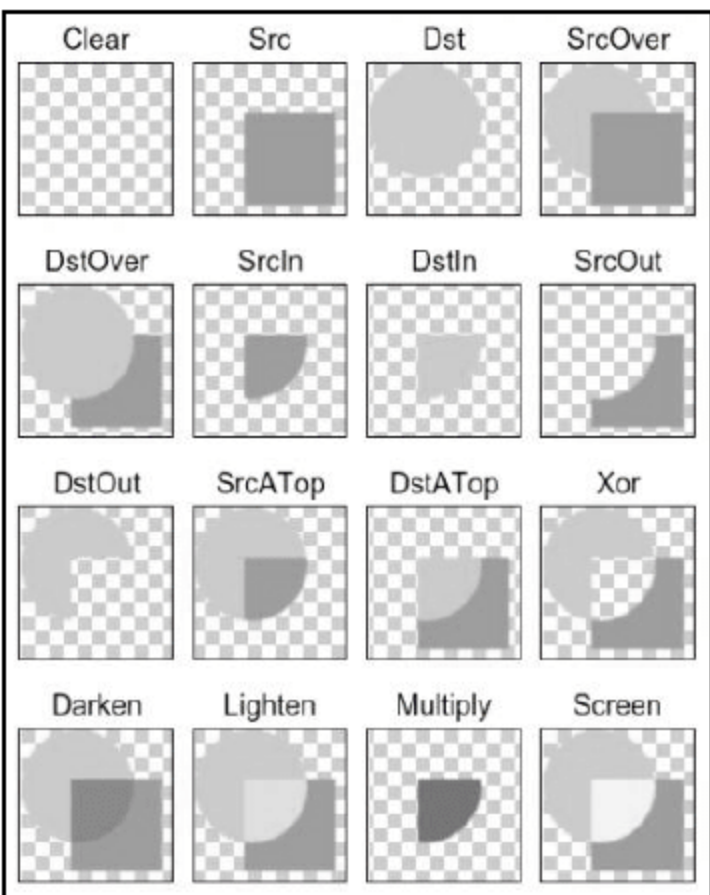 Clear Src Dst SrcOver
DstOver SrcIn DstIn SrcOut
DstOut SrcATop DstATop Xor
Darken Lighten Multiply Screen